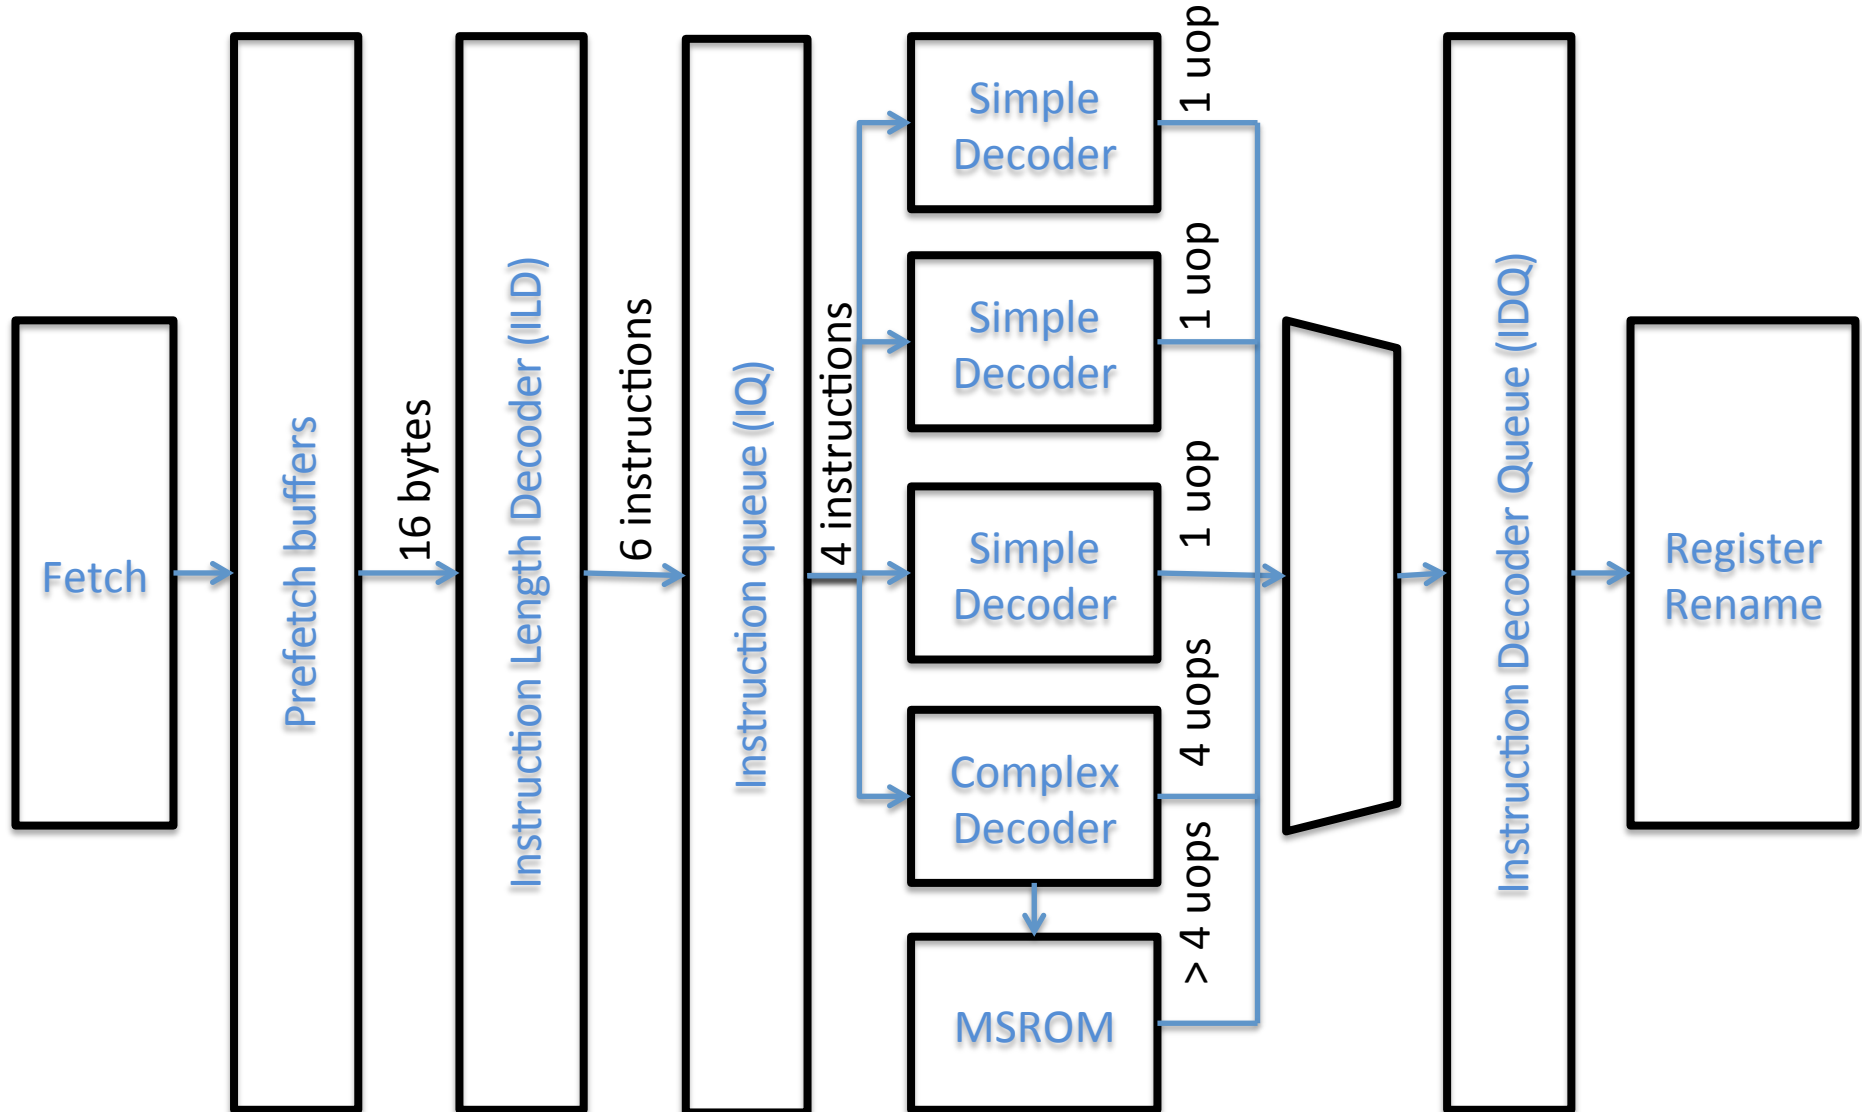 Fetch
Prefetch buffers
16 bytes
Instruction Length Decoder (ILD)
6 instructions
Instruction queue (IQ)
4 instructions
Simple
Decoder
1 uop
Simple
Decoder
1 uop
Simple
Decoder
1 uop
Complex
Decoder
4 uops
MSROM
> 4 uops
Instruction Decoder Queue (IDQ)
Register
Rename